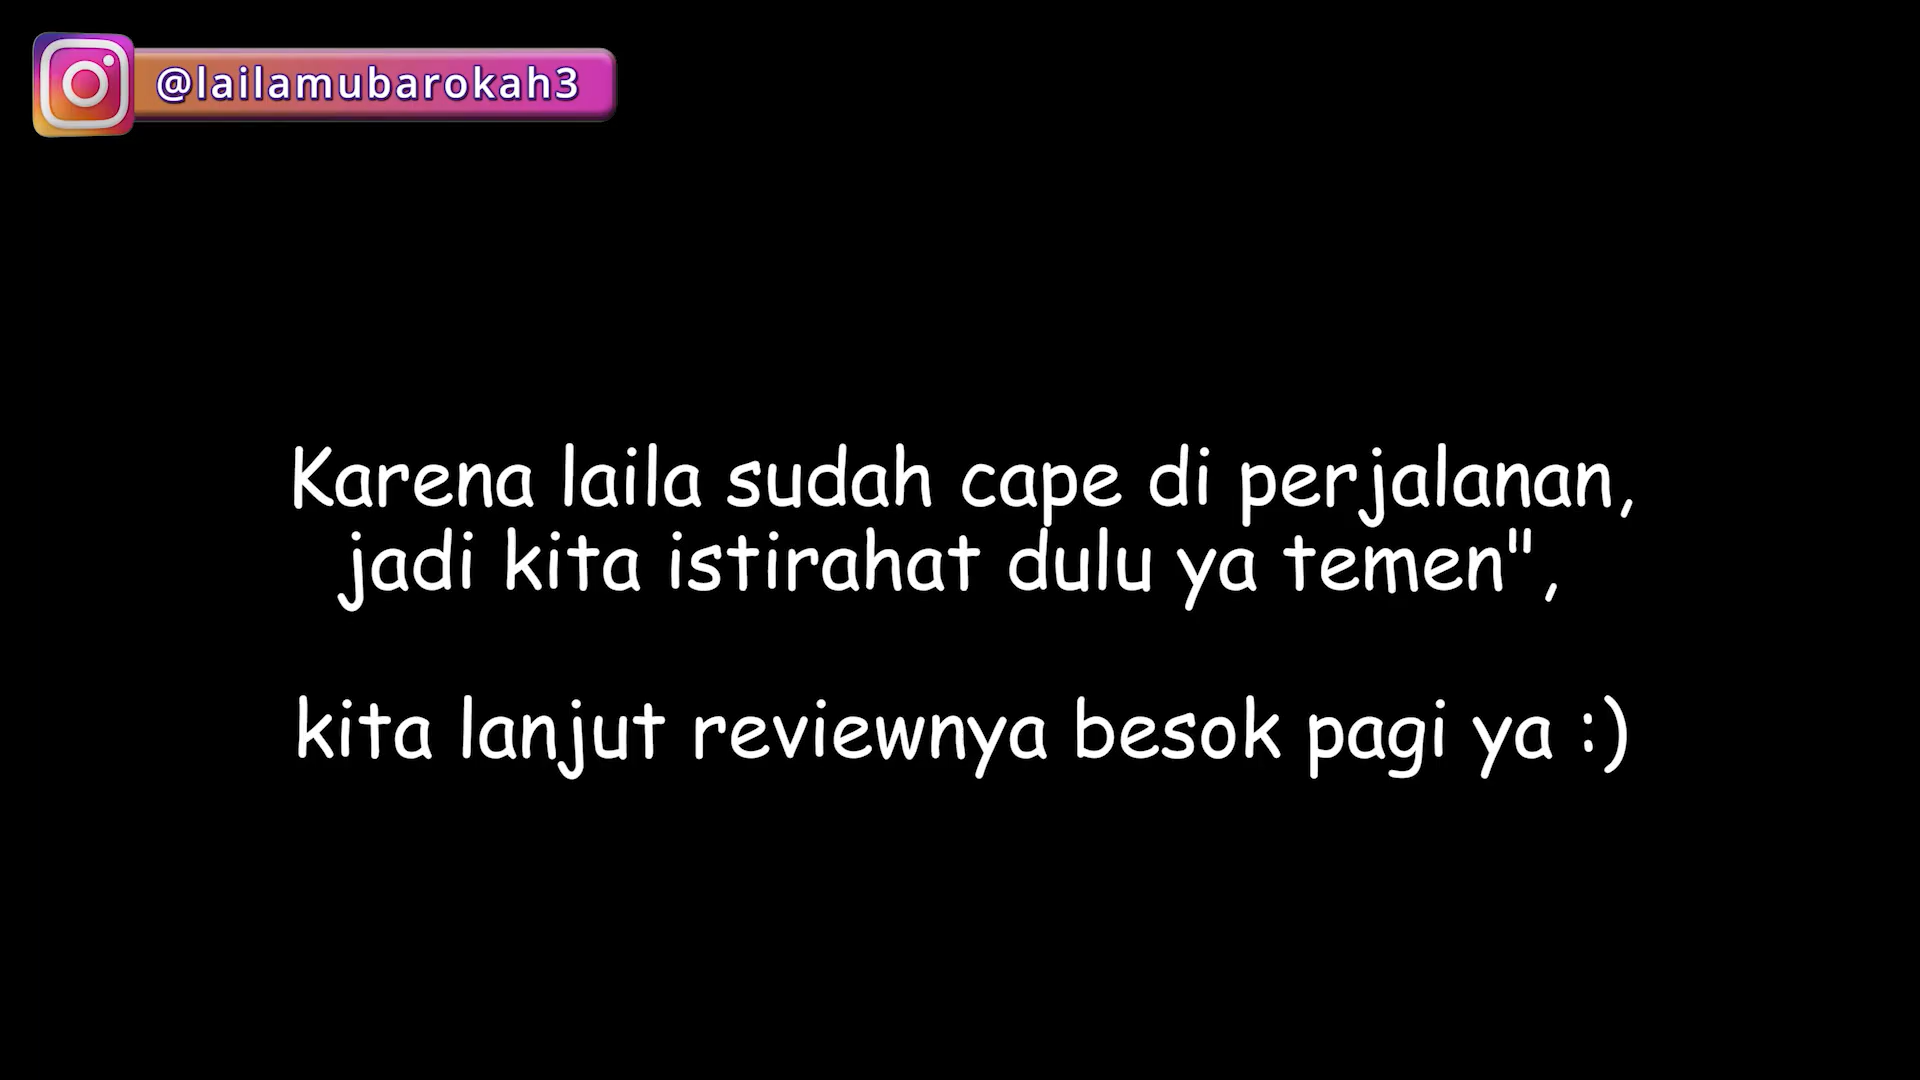 @lailamubarokah3
Karena laila sudah cape di perjalanan,
jadi kita istirahat dulu ya temen",
kita lanjut reviewnya besok pagi ya :)